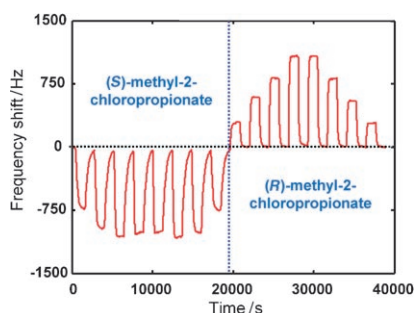 1500
750
0
-750
-1500
Frequency shift/Hz
(S)-methyl-2-
chloropropionate
(R)-methyl-2-
chloropropionate
0 10000 20000 30000 40000
Time/s